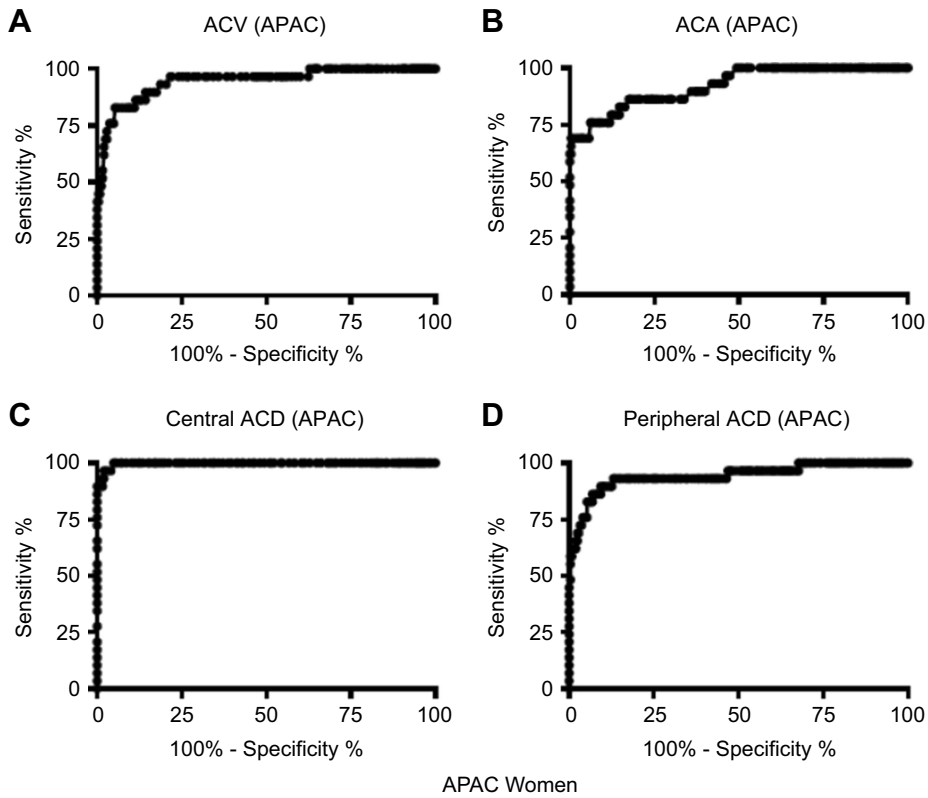 A
ACV (APAC)
100
75
50
25
0
Sensitivity %
0 25 50 75 100
100% - Specificity %
B
ACA (APAC)
100
75
50
25
0
Sensitivity %
0 25 50 75 100
100% - Specificity %
C
Central ACD (APAC)
100
75
50
25
0
Sensitivity %
0 25 50 75 100
100% - Specificity %
D
Peripheral ACD (APAC)
100
75
50
25
0
Sensitivity %
0 25 50 75 100
100% - Specificity %
APAC Women